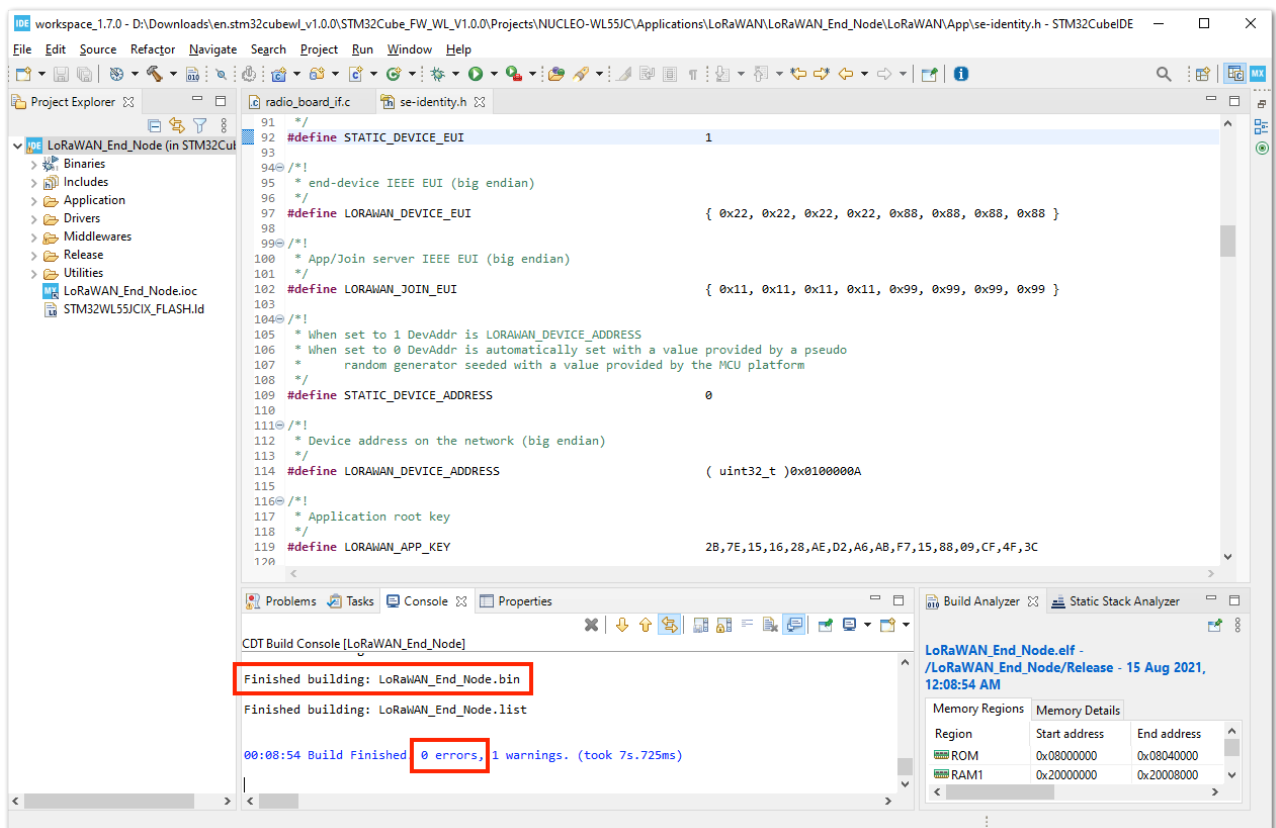 workspace_1.7.0 - D:\Downloads\en.stm32cubewl_v1.0.0\STM32Cube_FW_WL_V1.0.0\Projects\NUCLEO-WL55JC\Applications\LoRaWAN\LoRaWAN_End_Node\LoRaWAN\App\se-identity.h - STM32CubeIDE
File Edit Source Refactor Navigate Search Project Run Window Help
Project Explorer
LoRaWAN_End_Node (in STM32Cul
Binaries
Includes
Application
Drivers
Middlewares
Release
Utilities
LoRaWAN_End_Node.ioc
STM32WL55JCIX_FLASH.ld
radio_board_if.c se-identity.h
91 */
92 #define STATIC_DEVICE_EUI 1
93
94 /*!
95 * end-device IEEE EUI (big endian)
96 */
97 #define LORAWAN_DEVICE_EUI { 0x22, 0x22, 0x22, 0x22, 0x88, 0x88, 0x88, 0x88 }
98
99 /*!
100 * App/Join server IEEE EUI (big endian)
101 */
102 #define LORAWAN_JOIN_EUI { 0x11, 0x11, 0x11, 0x11, 0x99, 0x99, 0x99, 0x99 }
103
104 /*!
105 * When set to 1 DevAddr is LORAWAN_DEVICE_ADDRESS
106 * When set to 0 DevAddr is automatically set with a value provided by a pseudo
107 * random generator seeded with a value provided by the MCU platform
108 */
109 #define STATIC_DEVICE_ADDRESS 0
110
111 /*!
112 * Device address on the network (big endian)
113 */
114 #define LORAWAN_DEVICE_ADDRESS ( uint32_t )0x0100000A
115
116 /*!
117 * Application root key
118 */
119 #define LORAWAN_APP_KEY 2B,7E,15,16,28,AE,D2,A6,AB,F7,15,88,09,CF,4F,3C
120
Problems Tasks Console Properties
CDT Build Console [LoRaWAN_End_Node]
Finished building: LoRaWAN_End_Node.bin
Finished building: LoRaWAN_End_Node.list
00:08:54 Build Finished. 0 errors, 1 warnings. (took 7s.725ms)
Build Analyzer Static Stack Analyzer
LoRaWAN_End_Node.elf -
/LoRaWAN_End_Node/Release - 15 Aug 2021,
12:08:54 AM
Memory Regions Memory Details
Region Start address End address
ROM 0x08000000 0x08040000
RAM1 0x20000000 0x20008000